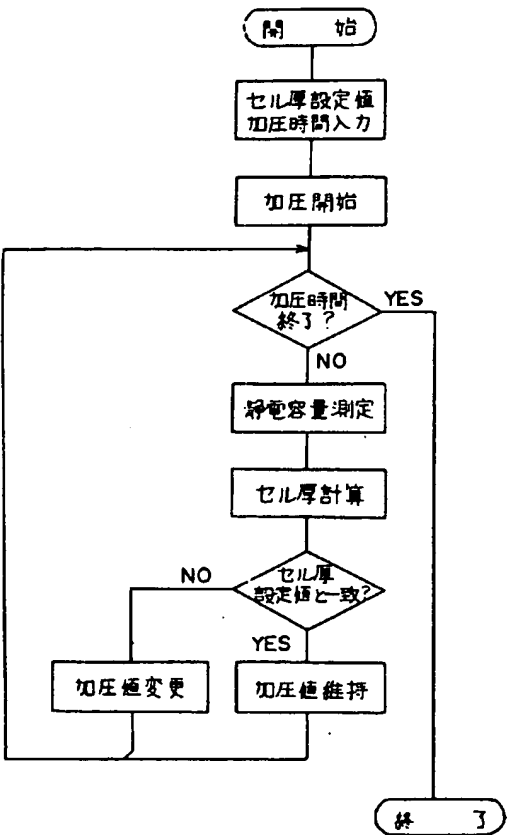 開 始
セル厚設定値
加圧時間入力
加圧開始
加圧時間
終了?
YES
NO
静電容量測定
セル厚計算
セル厚
設定値と一致?
NO
YES
加圧値変更
加圧値維持
終 了